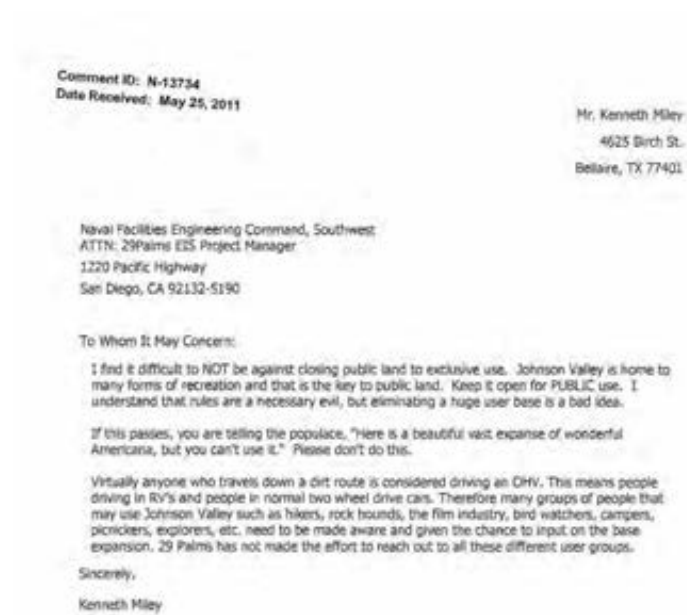 Comment ID: N-13734
Date Received: May 25, 2011
Mr. Kenneth Miley
4625 Birch St.
Bellaire, TX 77401
Naval Facilities Engineering Command, Southwest
ATTN: 29Palms EIS Project Manager
1220 Pacific Highway
San Diego, CA 92132-5190
To Whom It May Concern:
I find it difficult to NOT be against closing public land to exclusive use. Johnson Valley is home to
many forms of recreation and that is the key to public land. Keep it open for PUBLIC use. I
understand that rules are a necessary evil, but eliminating a huge user base is a bad idea.
If this passes, you are telling the populace, "Here is a beautiful vast expanse of wonderful
Americana, but you can't use it." Please don't do this.
Virtually anyone who travels down a dirt route is considered driving an OHV. This means people
driving in RV's and people in normal two wheel drive cars. Therefore many groups of people that
may use Johnson Valley such as hikers, rock hounds, the film industry, bird watchers, campers,
picnickers, explorers, etc. need to be made aware and given the chance to input on the base
expansion. 29 Palms has not made the effort to reach out to all these different user groups.
Sincerely,
Kenneth Miley